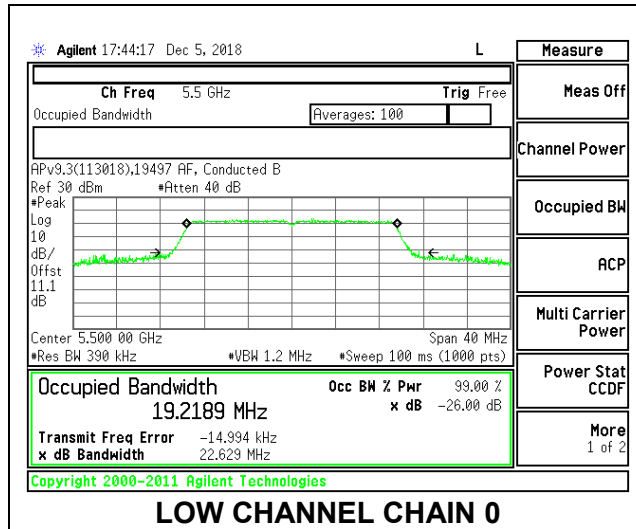 Agilent 17:44:17 Dec 5, 2018 L
Measure
Ch Freq 5.5 GHz Trig Free
Occupied Bandwidth Averages: 100
APv9.3(113018),19497 AF, Conducted B
Ref 30 dBm #Atten 40 dB
#Peak
Log
10
dB/
Offst
11.1
dB
Center 5.500 00 GHz Span 40 MHz
#Res BW 390 kHz #VBW 1.2 MHz #Sweep 100 ms (1000 pts)
Occupied Bandwidth Occ BW % Pwr 99.00 %
19.2189 MHz x dB -26.00 dB
Transmit Freq Error -14.994 kHz
x dB Bandwidth 22.629 MHz
Copyright 2000-2011 Agilent Technologies
Meas Off
Channel Power
Occupied BW
ACP
Multi Carrier
Power
Power Stat
CCDF
More
1 of 2
LOW CHANNEL CHAIN 0